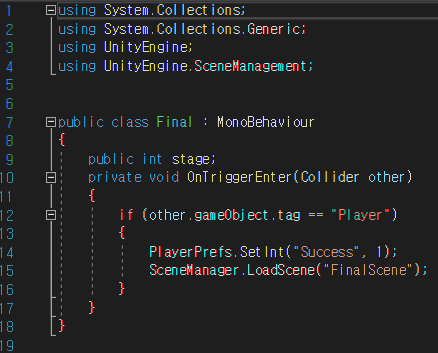 1 using System.Collections;
2 using System.Collections.Generic;
3 using UnityEngine;
4 using UnityEngine.SceneManagement;
5
6
7 public class Final : MonoBehaviour
8 {
9     public int stage;
10     private void OnTriggerEnter(Collider other)
11     {
12         if (other.gameObject.tag == "Player")
13         {
14             PlayerPrefs.SetInt("Success", 1);
15             SceneManager.LoadScene("FinalScene");
16         }
17     }
18 }
19